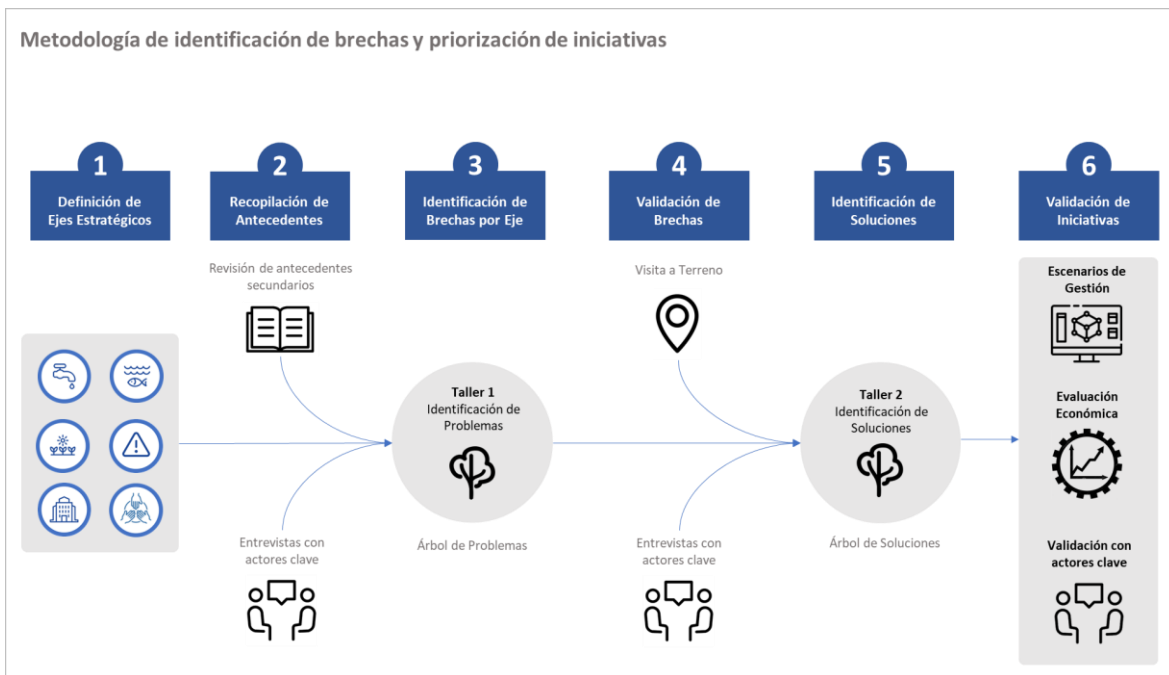 Metodología de identificación de brechas y priorización de iniciativas
1
Definición de
Ejes Estratégicos
2
Recopilación de
Antecedentes
3
Identificación de
Brechas por Eje
4
Validación de
Brechas
5
Identificación de
Soluciones
6
Validación de
Iniciativas
Revisión de antecedentes
secundarios
Entrevistas con
actores clave
Taller 1
Identificación de
Problemas
Árbol de Problemas
Visita a Terreno
Entrevistas con
actores clave
Taller 2
Identificación de
Soluciones
Árbol de Soluciones
Escenarios de
Gestión
Evaluación
Económica
Validación con
actores clave